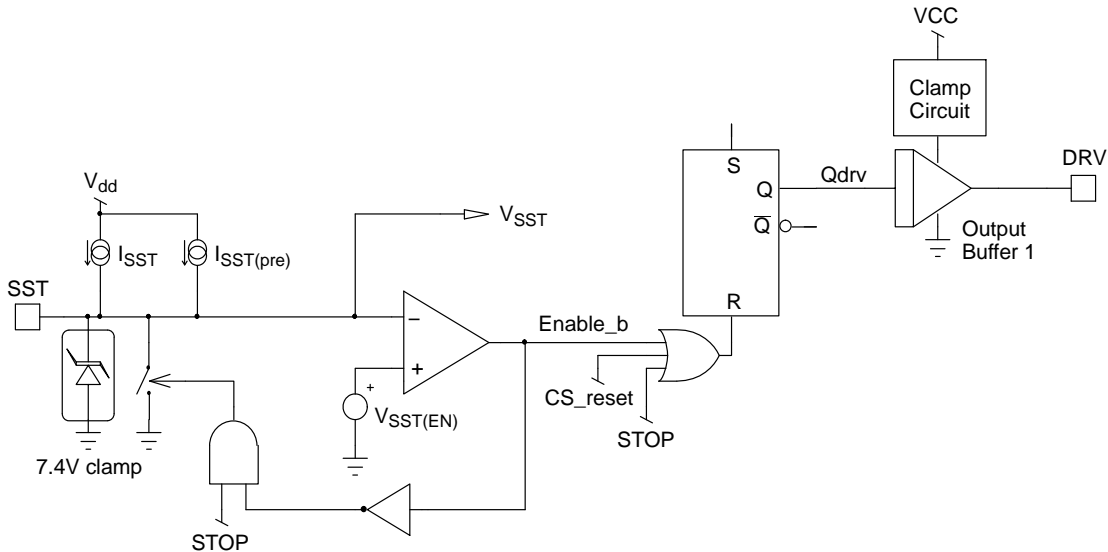 VCC
Clamp
Circuit
DRV
S
Q
Qdrv
Q
Output
Buffer 1
R
Vdd
VSST
ISST
ISST(pre)
SST
−
+
+
VSST(EN)
Enable_b
CS_reset
STOP
7.4V clamp
STOP